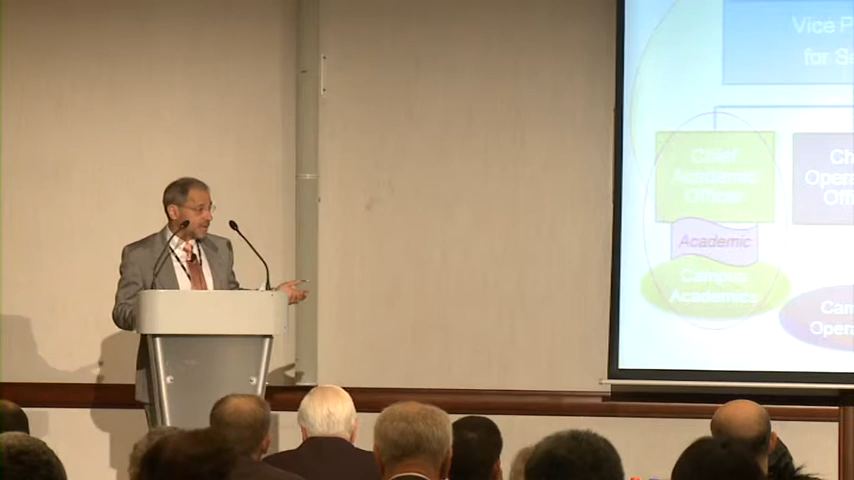 Vice P
for S
Chief
Academic
Officer
Ch
Opera
Offi
Academic
Campus
Academics
Cam
Opera